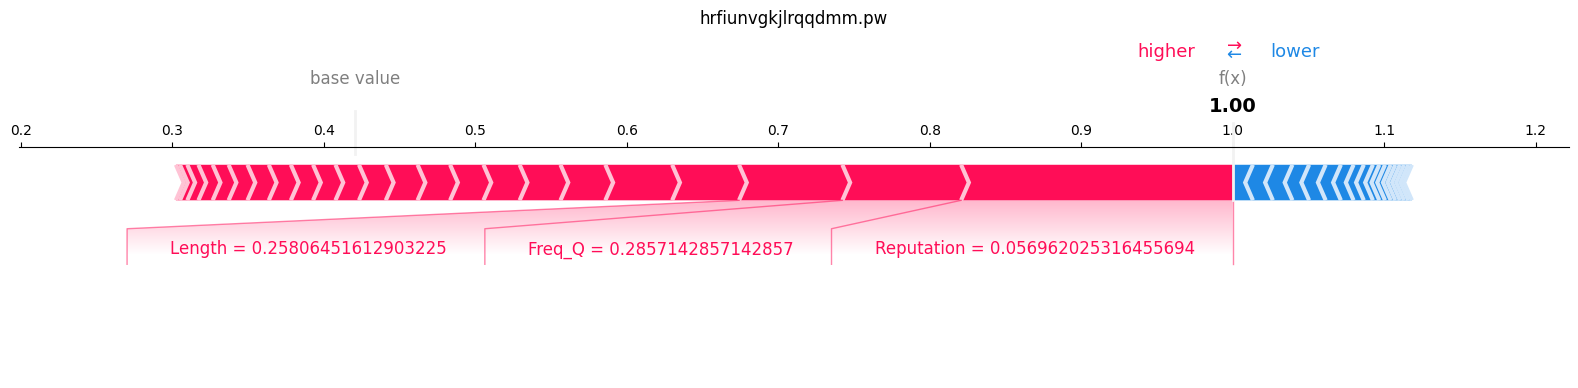 hrfiunvgkjlrqqdmm.pw
higher ⇄ lower
base value f(x)
1.00
0.2 0.3 0.4 0.5 0.6 0.7 0.8 0.9 1.0 1.1 1.2
Length = 0.25806451612903225 Freq_Q = 0.2857142857142857 Reputation = 0.056962025316455694